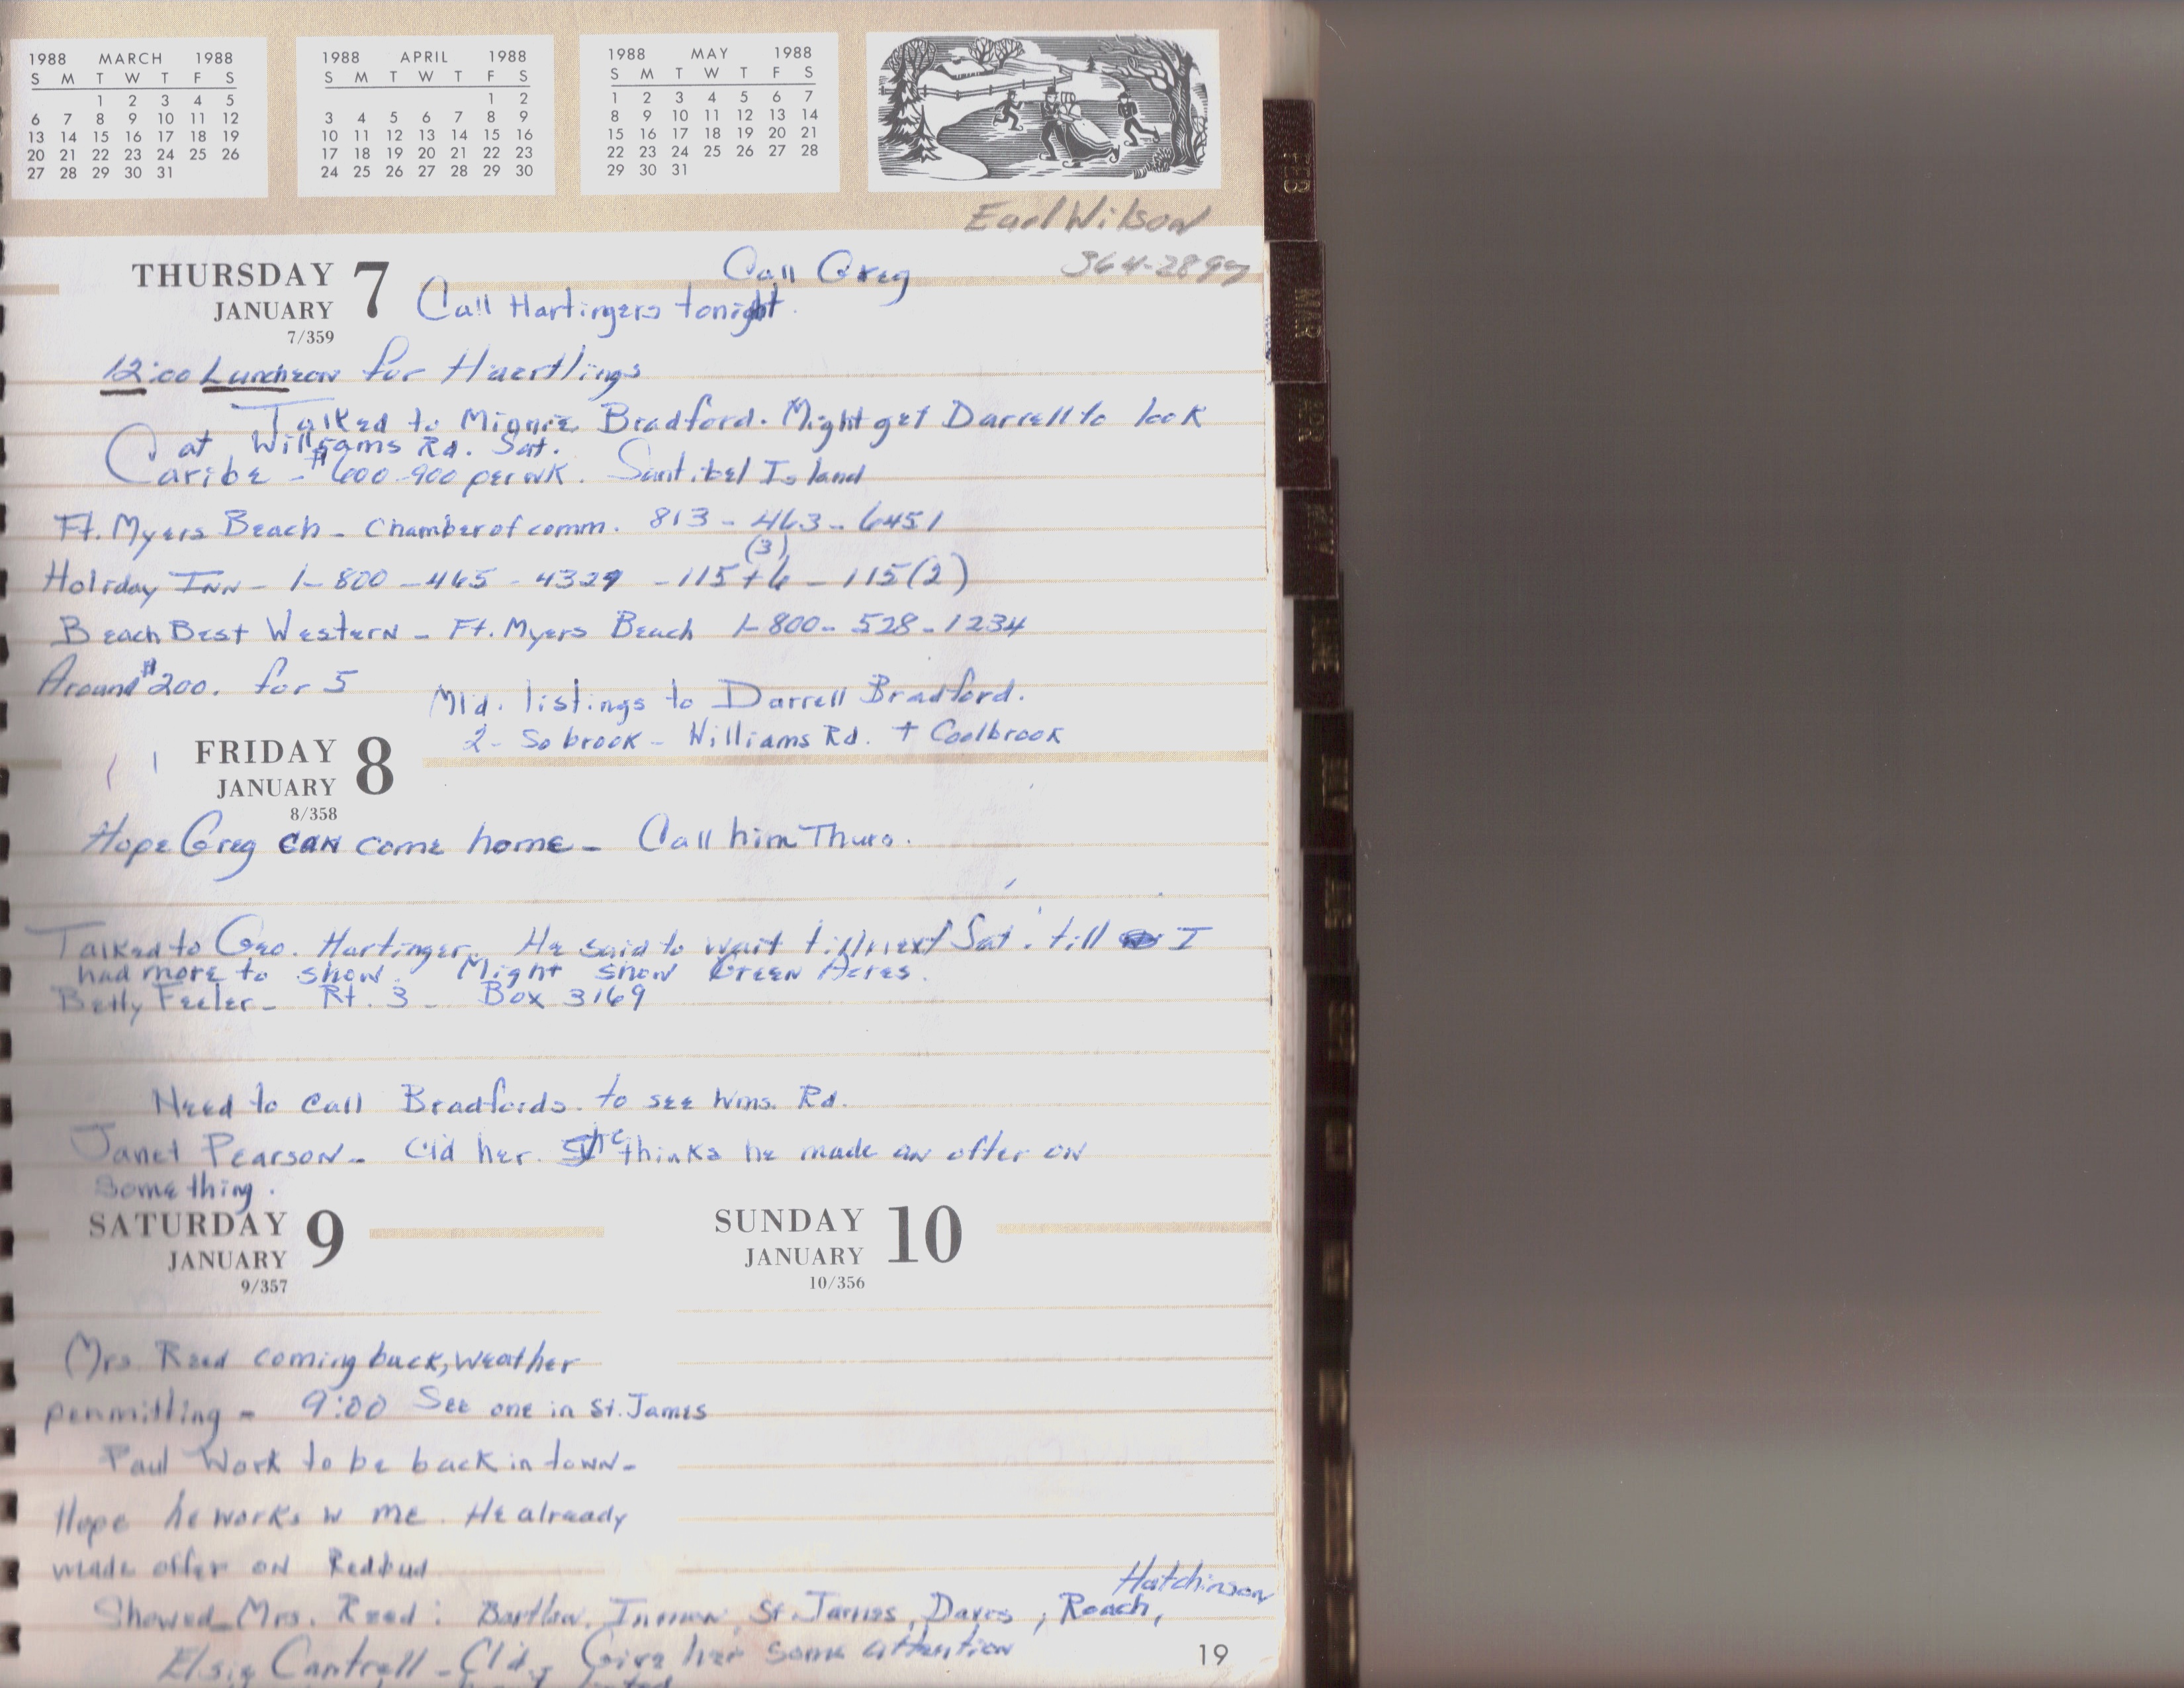 1988 MARCH 1988
S M T W T F S
1 2 3 4 5
6 7 8 9 10 11 12
13 14 15 16 17 18 19
20 21 22 23 24 25 26
27 28 29 30 31
1988 APRIL 1988
S M T W T F S
1 2
3 4 5 6 7 8 9
10 11 12 13 14 15 16
17 18 19 20 21 22 23
24 25 26 27 28 29 30
1988 MAY 1988
S M T W T F S
1 2 3 4 5 6 7
8 9 10 11 12 13 14
15 16 17 18 19 20 21
22 23 24 25 26 27 28
29 30 31
Earl Wilson
364-2899
THURSDAY 7
JANUARY
7/359
Call Greg
Call Hartingers tonight.
12:00 Luncheon for Haertlings
Talked to Minnie Bradford. Might get Darrell to look
at Williams Rd. Sat.
Caribe - $600-900 per wk. Sanibel Island
Ft. Myers Beach - Chamber of comm. 813-463-6451
(3)
Holiday Inn - 1-800-465-4329 - 115 + 6 - 115(2)
Beach Best Western - Ft. Myers Beach 1-800-528-1234
Around $200. for 5
Mld. listings to Darrell Bradford.
2 - Sobrook - Williams Rd. + Coolbrook
FRIDAY 8
JANUARY
8/358
Hope Greg can come home - Call him Thurs.
Talked to Geo. Hartinger. He said to wait till next Sat. till I
had more to show. Might show Green Acres.
Betty Feeler - Rt. 3 - Box 3169
Need to call Bradfords to see Wms. Rd.
Janet Pearson - Cld her. She thinks he made an offer on
something.
SATURDAY 9
JANUARY
9/357
SUNDAY 10
JANUARY
10/356
Mrs. Reed coming back, weather
permitting - 9:00 See one in St. James
Paul Work to be back in town -
Hope he works w me. He already
made offer on Redbud
Hutchinson
Showed Mrs. Reed: Bartlow, Inman, St. James, Daves, Roach,
Elsie Cantrell - Cld. Give her some attention
19
FEB
MAR
APR
MAY
JUNE